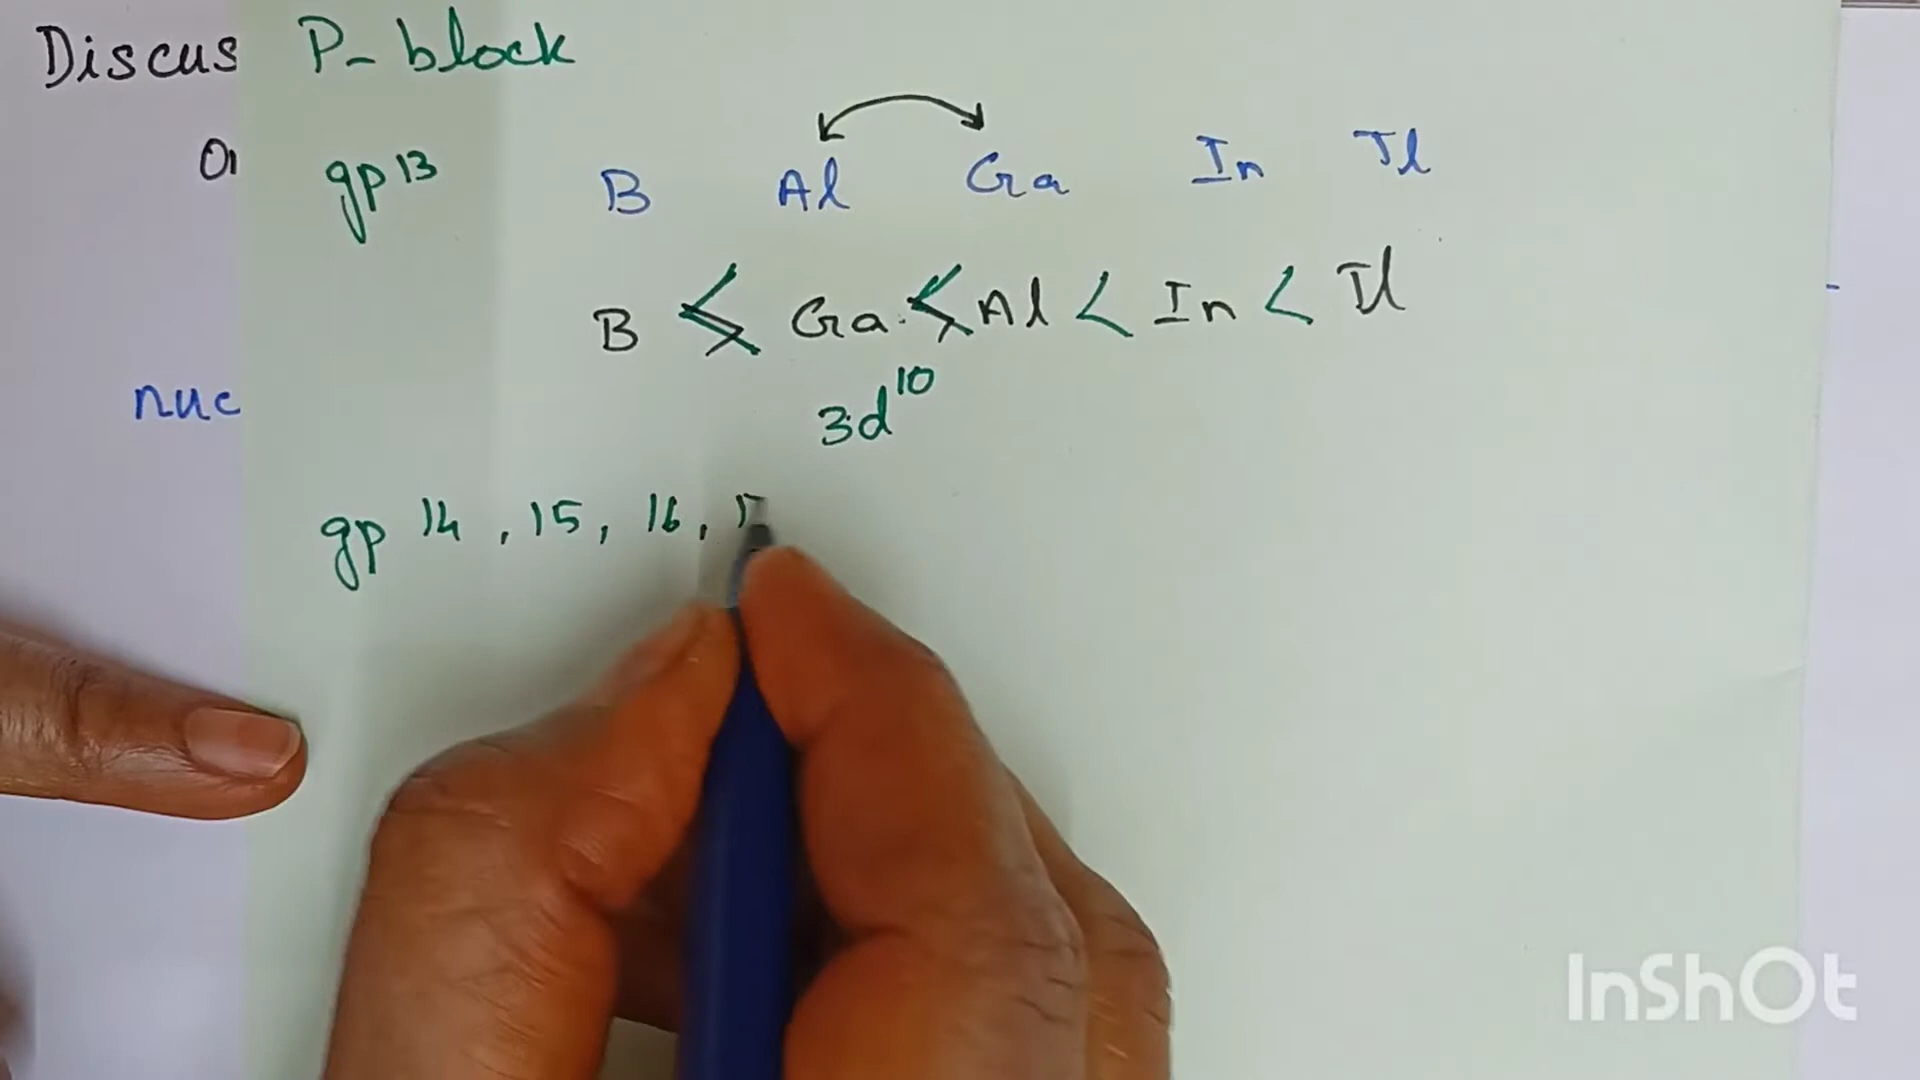 Discus P-block
gp 13 B Al Ga In Tl
B < Ga < Al < In < Tl
3d¹⁰
nuc
gp 14, 15, 16,
InShOt